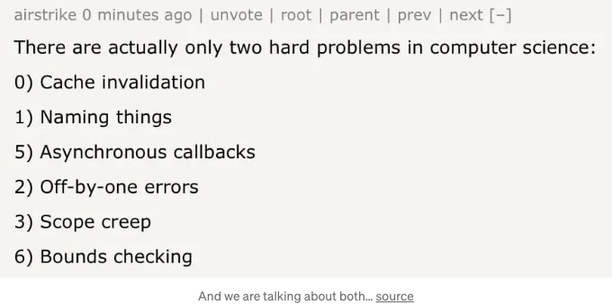 airstrike 0 minutes ago | unvote | root | parent | prev | next [–]
There are actually only two hard problems in computer science:
0) Cache invalidation
1) Naming things
5) Asynchronous callbacks
2) Off-by-one errors
3) Scope creep
6) Bounds checking
And we are talking about both... source